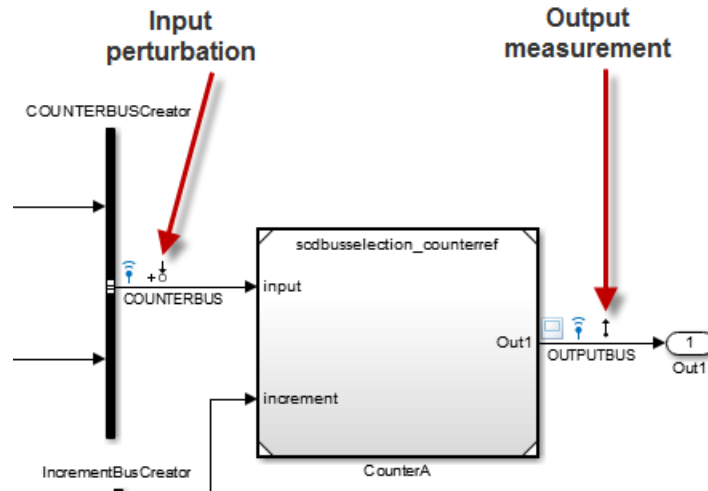 Input
perturbation
Output
measurement
COUNTERBUSCreator
scdbusselection_counterref
COUNTERBUS
input
Out1
OUTPUTBUS
1
Out1
increment
IncrementBusCreator
CounterA